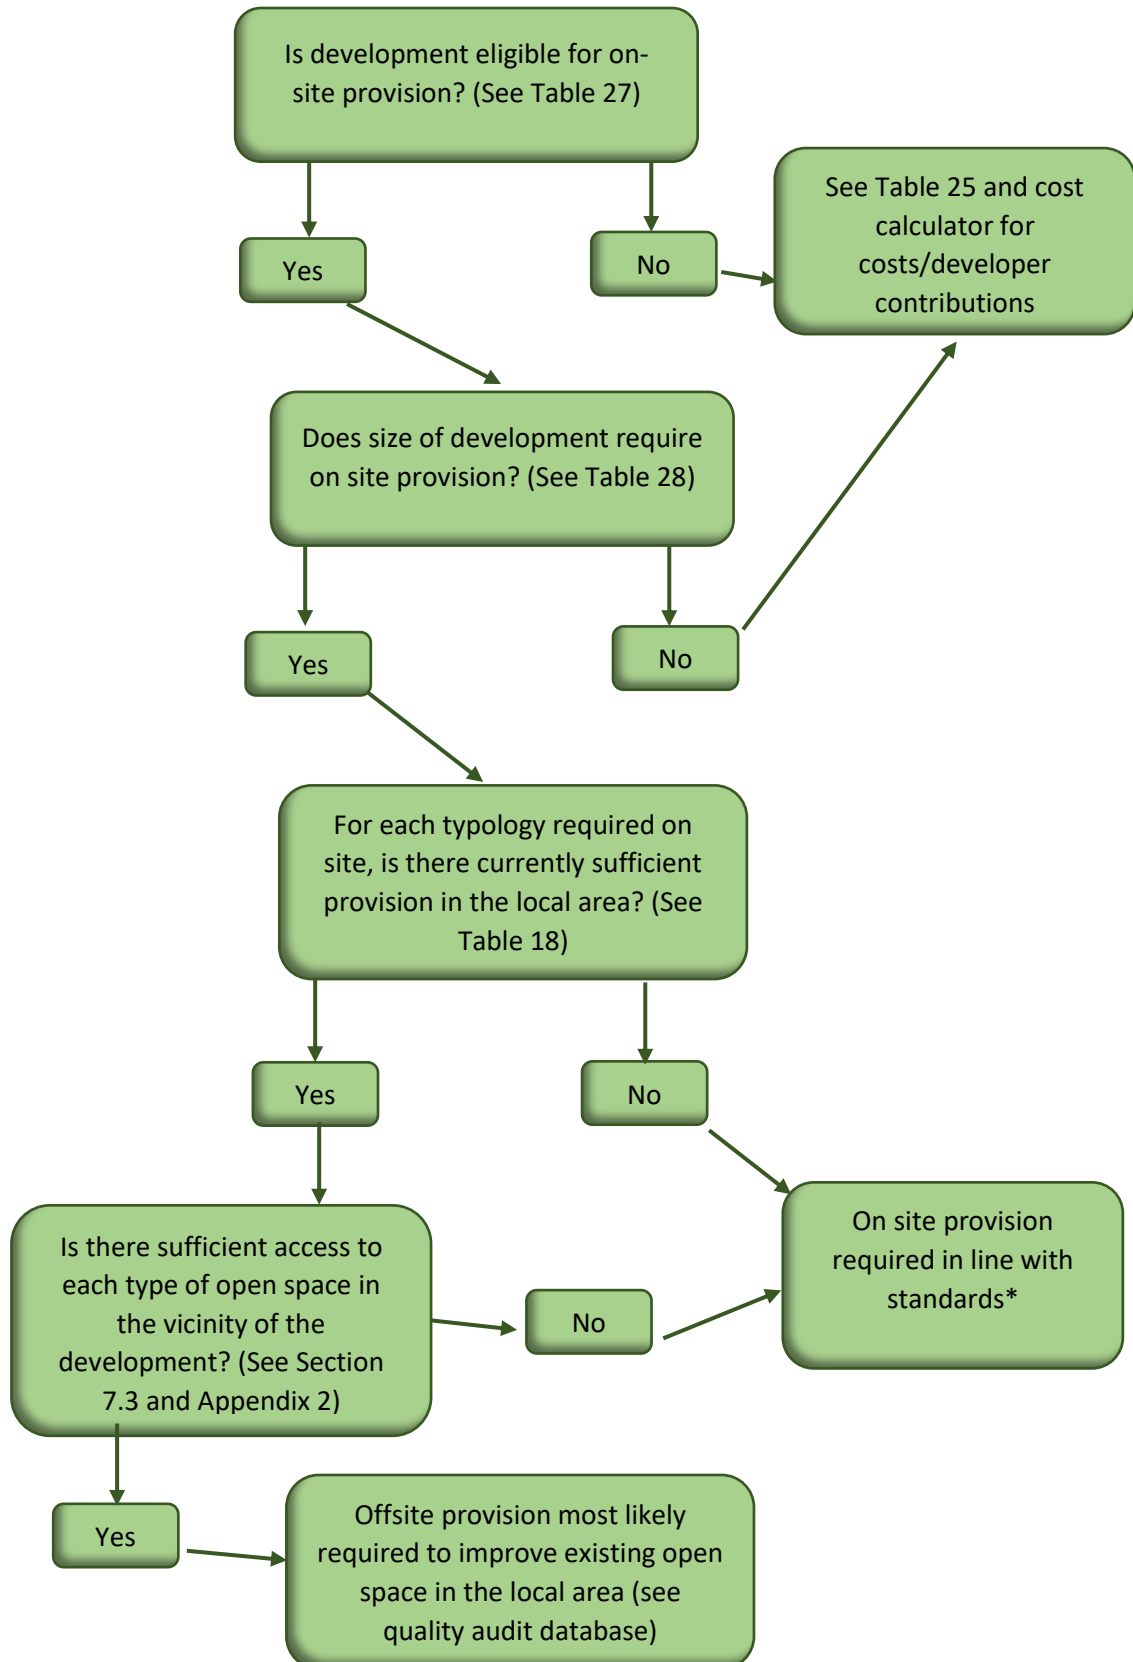 Is development eligible for on-
site provision? (See Table 27)
See Table 25 and cost
calculator for
costs/developer
contributions
Yes
No
Does size of development require
on site provision? (See Table 28)
Yes
No
For each typology required on
site, is there currently sufficient
provision in the local area? (See
Table 18)
Yes
No
Is there sufficient access to
each type of open space in
the vicinity of the
development? (See Section
7.3 and Appendix 2)
No
On site provision
required in line with
standards*
Yes
Offsite provision most likely
required to improve existing open
space in the local area (see
quality audit database)